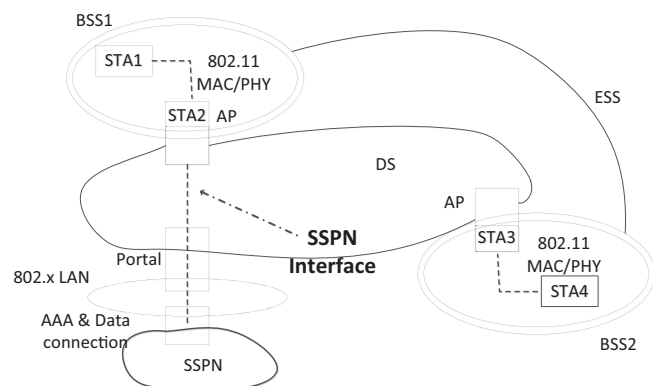 BSS1
STA1
802.11
MAC/PHY
STA2
AP
ESS
DS
AP
SSPN
Interface
STA3
802.11
MAC/PHY
STA4
Portal
802.x LAN
AAA & Data
connection
SSPN
BSS2